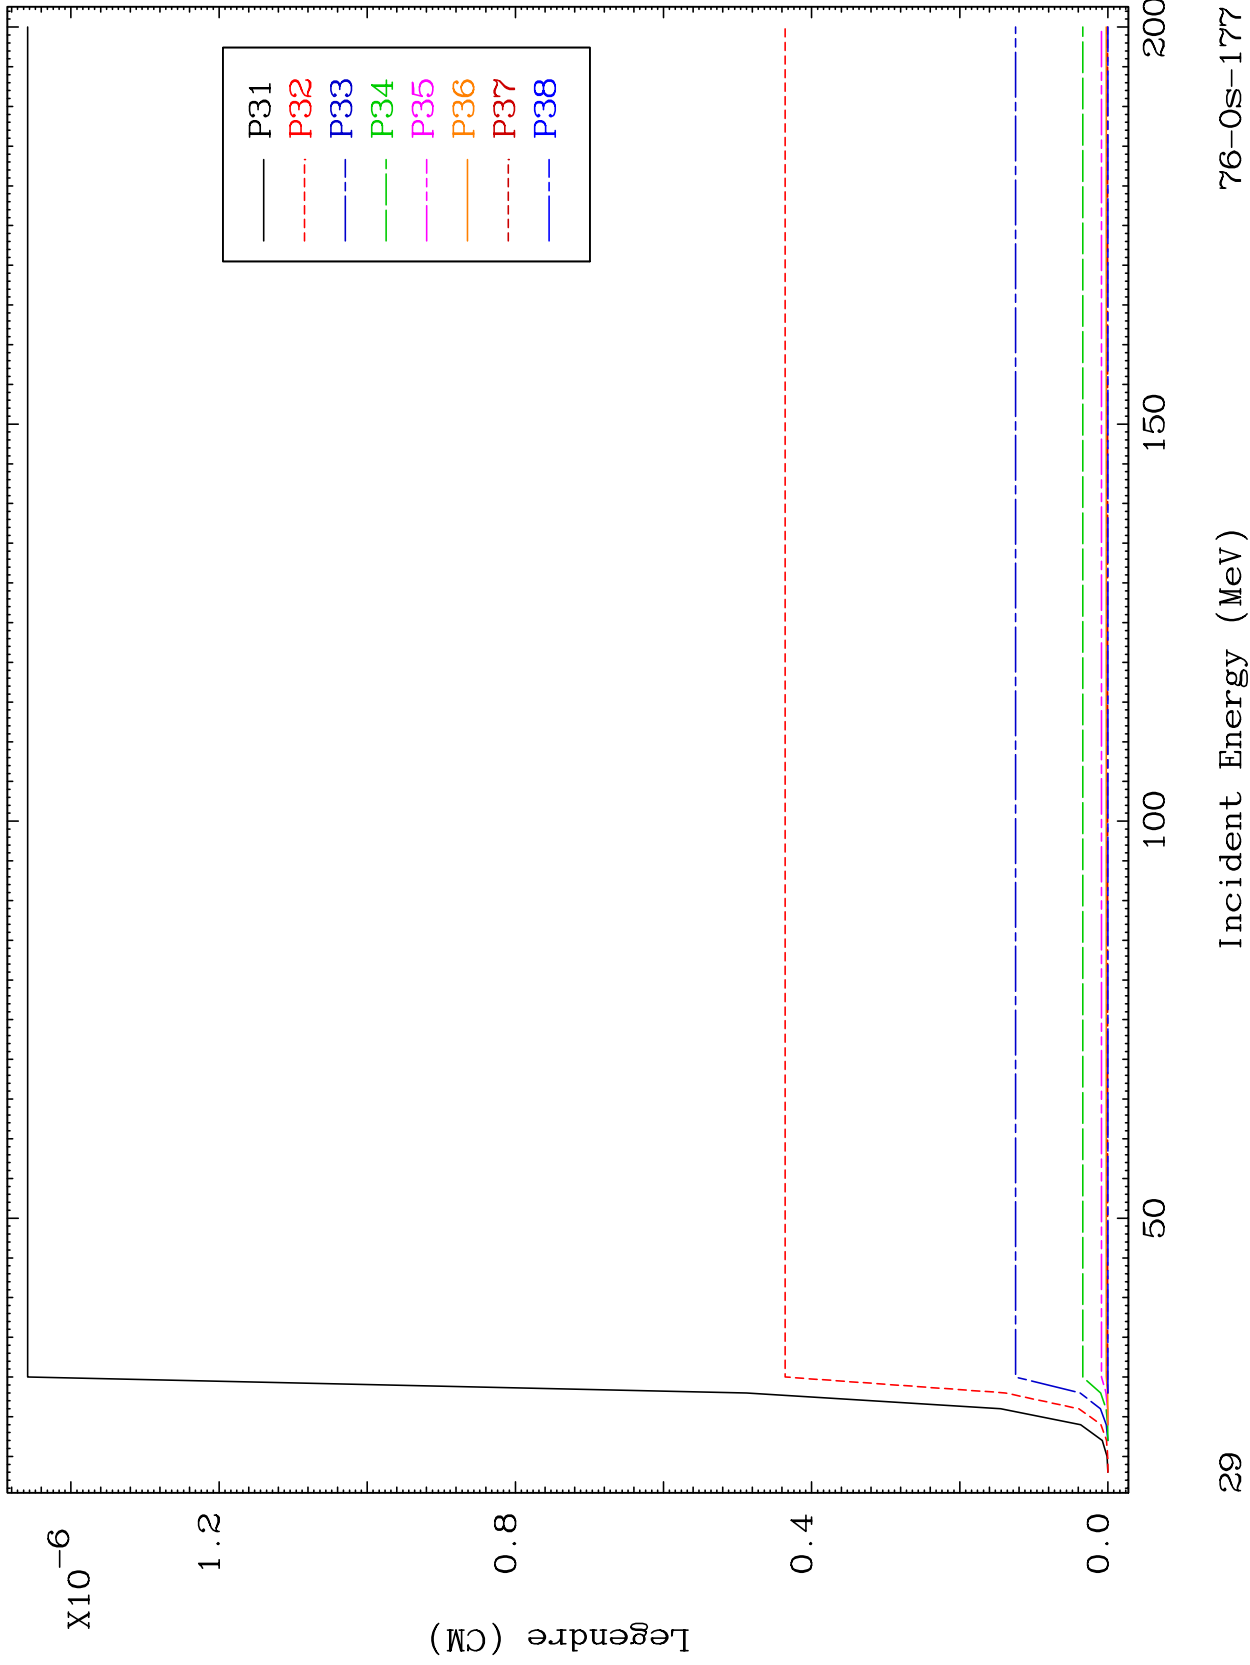 X10-6
1.2
0.8
0.4
0.0
Legendre (CM)
P31
P32
P33
P34
P35
P36
P37
P38
50
100
150
200
Incident Energy (MeV)
29
76-Os-177